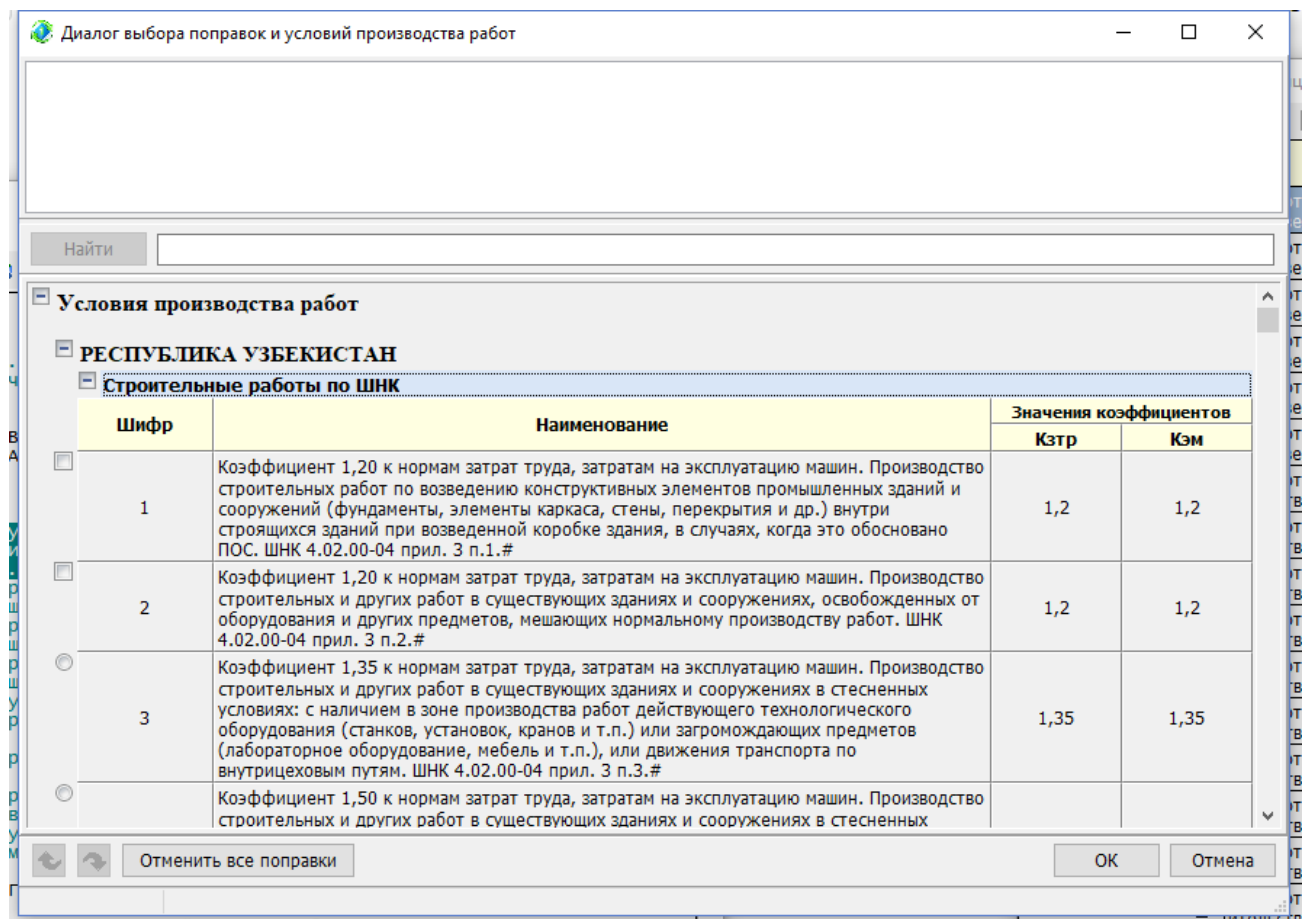 Диалог выбора поправок и условий производства работ
Найти
Условия производства работ
РЕСПУБЛИКА УЗБЕКИСТАН
Строительные работы по ШНК
Шифр
Наименование
Значения коэффициентов
Кзтр
Кэм
Коэффициент 1,20 к нормам затрат труда, затратам на эксплуатацию машин. Производство
строительных работ по возведению конструктивных элементов промышленных зданий и
1
сооружений (фундаменты, элементы каркаса, стены, перекрытия и др.) внутри
1,2
1,2
строящихся зданий при возведенной коробке здания, в случаях, когда это обосновано
ПОС. ШНК 4.02.00-04 прил. 3 п.1.#
Коэффициент 1,20 к нормам затрат труда, затратам на эксплуатацию машин. Производство
2
строительных и других работ в существующих зданиях и сооружениях, освобожденных от
1,2
1,2
оборудования и других предметов, мешающих нормальному производству работ. ШНК
4.02.00-04 прил. 3 п.2.#
Коэффициент 1,35 к нормам затрат труда, затратам на эксплуатацию машин. Производство
строительных и других работ в существующих зданиях и сооружениях в стесненных
условиях: с наличием в зоне производства работ действующего технологического
3
оборудования (станков, установок, кранов и т.п.) или загромождающих предметов
1,35
1,35
(лабораторное оборудование, мебель и т.п.), или движения транспорта по
внутрицеховым путям. ШНК 4.02.00-04 прил. 3 п.3.#
Коэффициент 1,50 к нормам затрат труда, затратам на эксплуатацию машин. Производство
строительных и других работ в существующих зданиях и сооружениях в стесненных
Отменить все поправки
ОК
Отмена